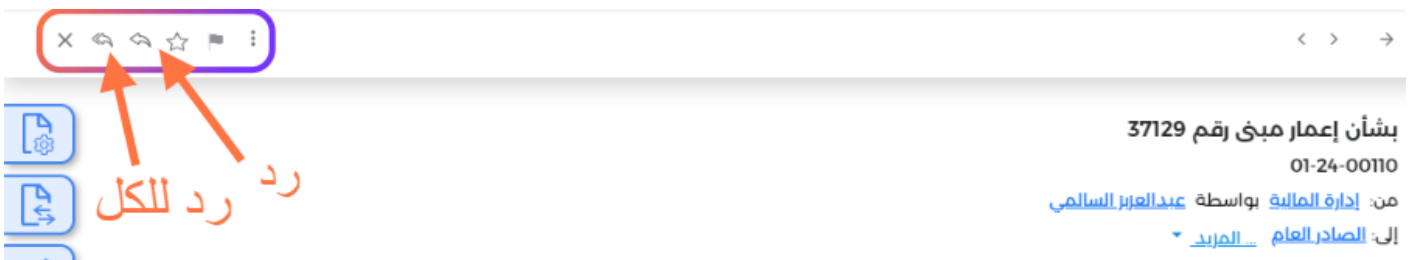 بشأن إعمار مبنى رقم 37129
01-24-00110
من: إدارة المالية بواسطة عبدالعزيز السالمي
إلى: الصادر العام ... المزيد
رد
رد للكل